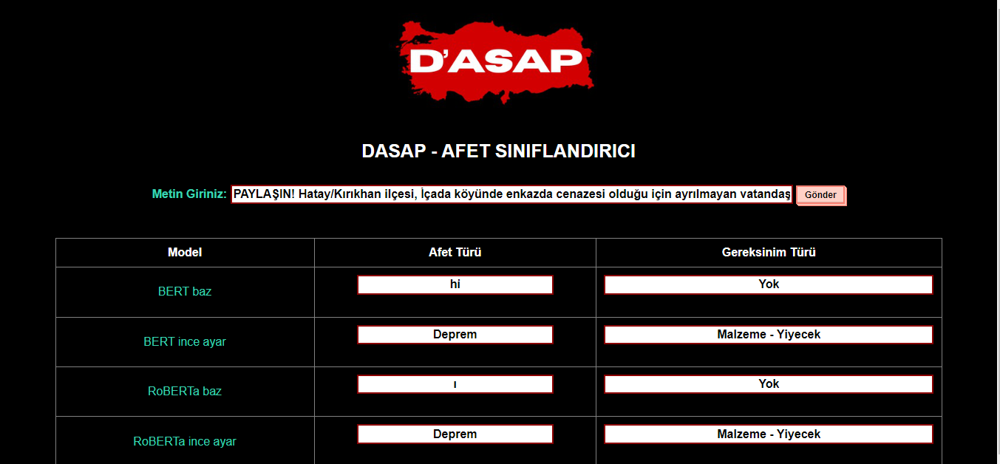 D'ASAP
DASAP - AFET SINIFLANDIRICI
Metin Giriniz: PAYLAŞIN! Hatay/Kırıkhan ilçesi, İçada köyünde enkazda cenazesi olduğu için ayrılmayan vatandaş Gönder
Model Afet Türü Gereksinim Türü
BERT baz hi Yok
BERT ince ayar Deprem Malzeme - Yiyecek
RoBERTa baz ı Yok
RoBERTa ince ayar Deprem Malzeme - Yiyecek